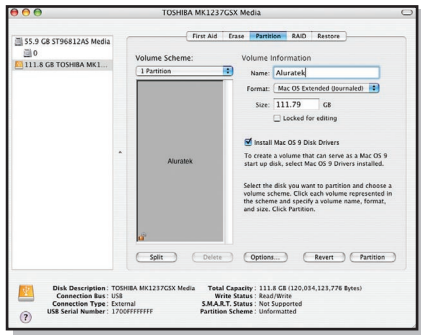 TOSHIBA MK1237GSX Media
55.9 GB ST96812AS Media
0
111.8 GB TOSHIBA MK1...
First Aid Erase Partition RAID Restore
Volume Scheme:
1 Partition
Aluratek
Split Delete
Volume Information
Name: Aluratek
Format: Mac OS Extended (Journaled)
Size: 111.79 GB
Locked for editing
Install Mac OS 9 Disk Drivers
To create a volume that can serve as a Mac OS 9
start up disk, select Mac OS 9 Drivers installed.
Select the disk you want to partition and choose a
volume scheme. Click each volume represented in
the scheme and specify a volume name, format,
and size. Click Partition.
Options... Revert Partition
Disk Description : TOSHIBA MK1237GSX Media
Connection Bus : USB
Connection Type : External
USB Serial Number : 1700FFFFFFFF
Total Capacity : 111.8 GB (120,034,123,776 Bytes)
Write Status : Read/Write
S.M.A.R.T. Status : Not Supported
Partition Scheme : Unformatted
?